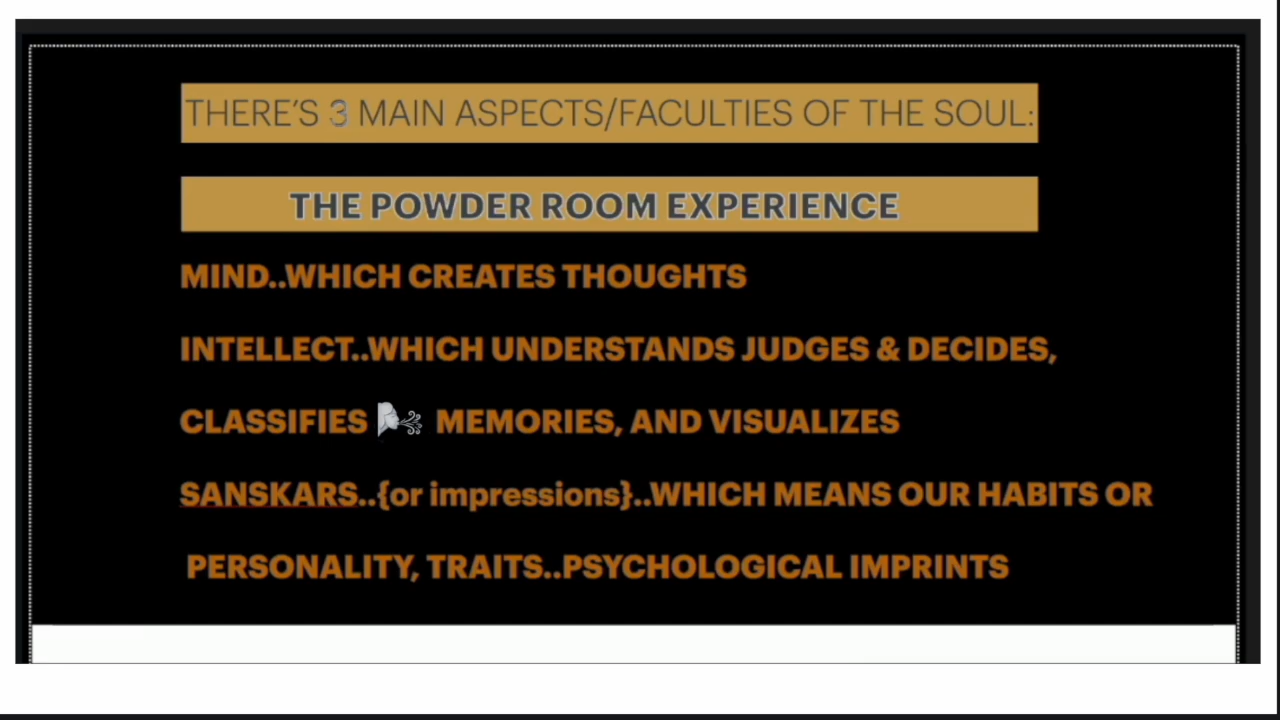 THERE'S 3 MAIN ASPECTS/FACULTIES OF THE SOUL:
THE POWDER ROOM EXPERIENCE
MIND..WHICH CREATES THOUGHTS
INTELLECT..WHICH UNDERSTANDS JUDGES & DECIDES,
CLASSIFIES 🌬️ MEMORIES, AND VISUALIZES
SANSKARS..{or impressions}..WHICH MEANS OUR HABITS OR
PERSONALITY, TRAITS..PSYCHOLOGICAL IMPRINTS